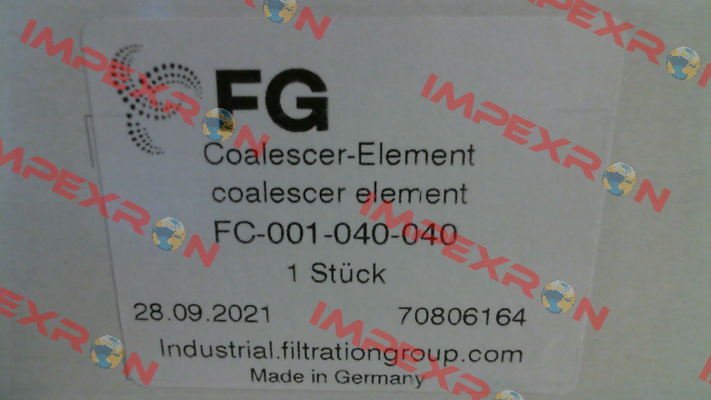 FG
Coalescer-Element
coalescer element
FC-001-040-040
1 Stück
28.09.2021 70806164
Industrial.filtrationgroup.com
Made in Germany
IMPEXRON
IMPEXRON
IMPEXRON
IMPEXRON
IMPEXRON
IMPEXRON